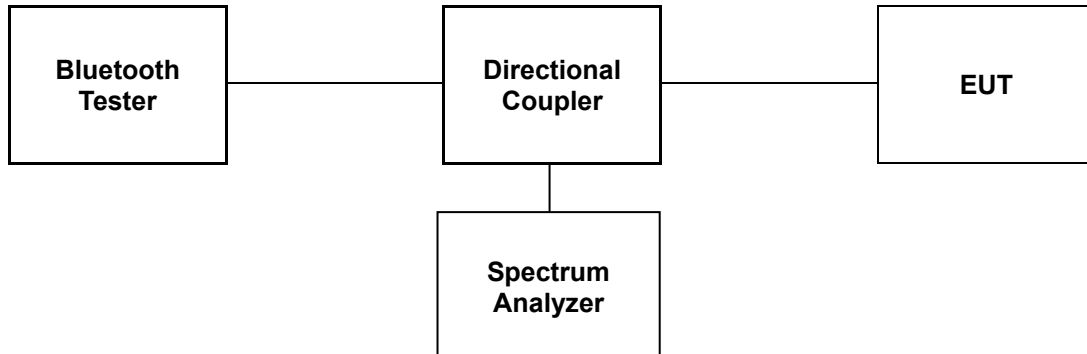 Bluetooth
Tester
Directional
Coupler
EUT
Spectrum
Analyzer